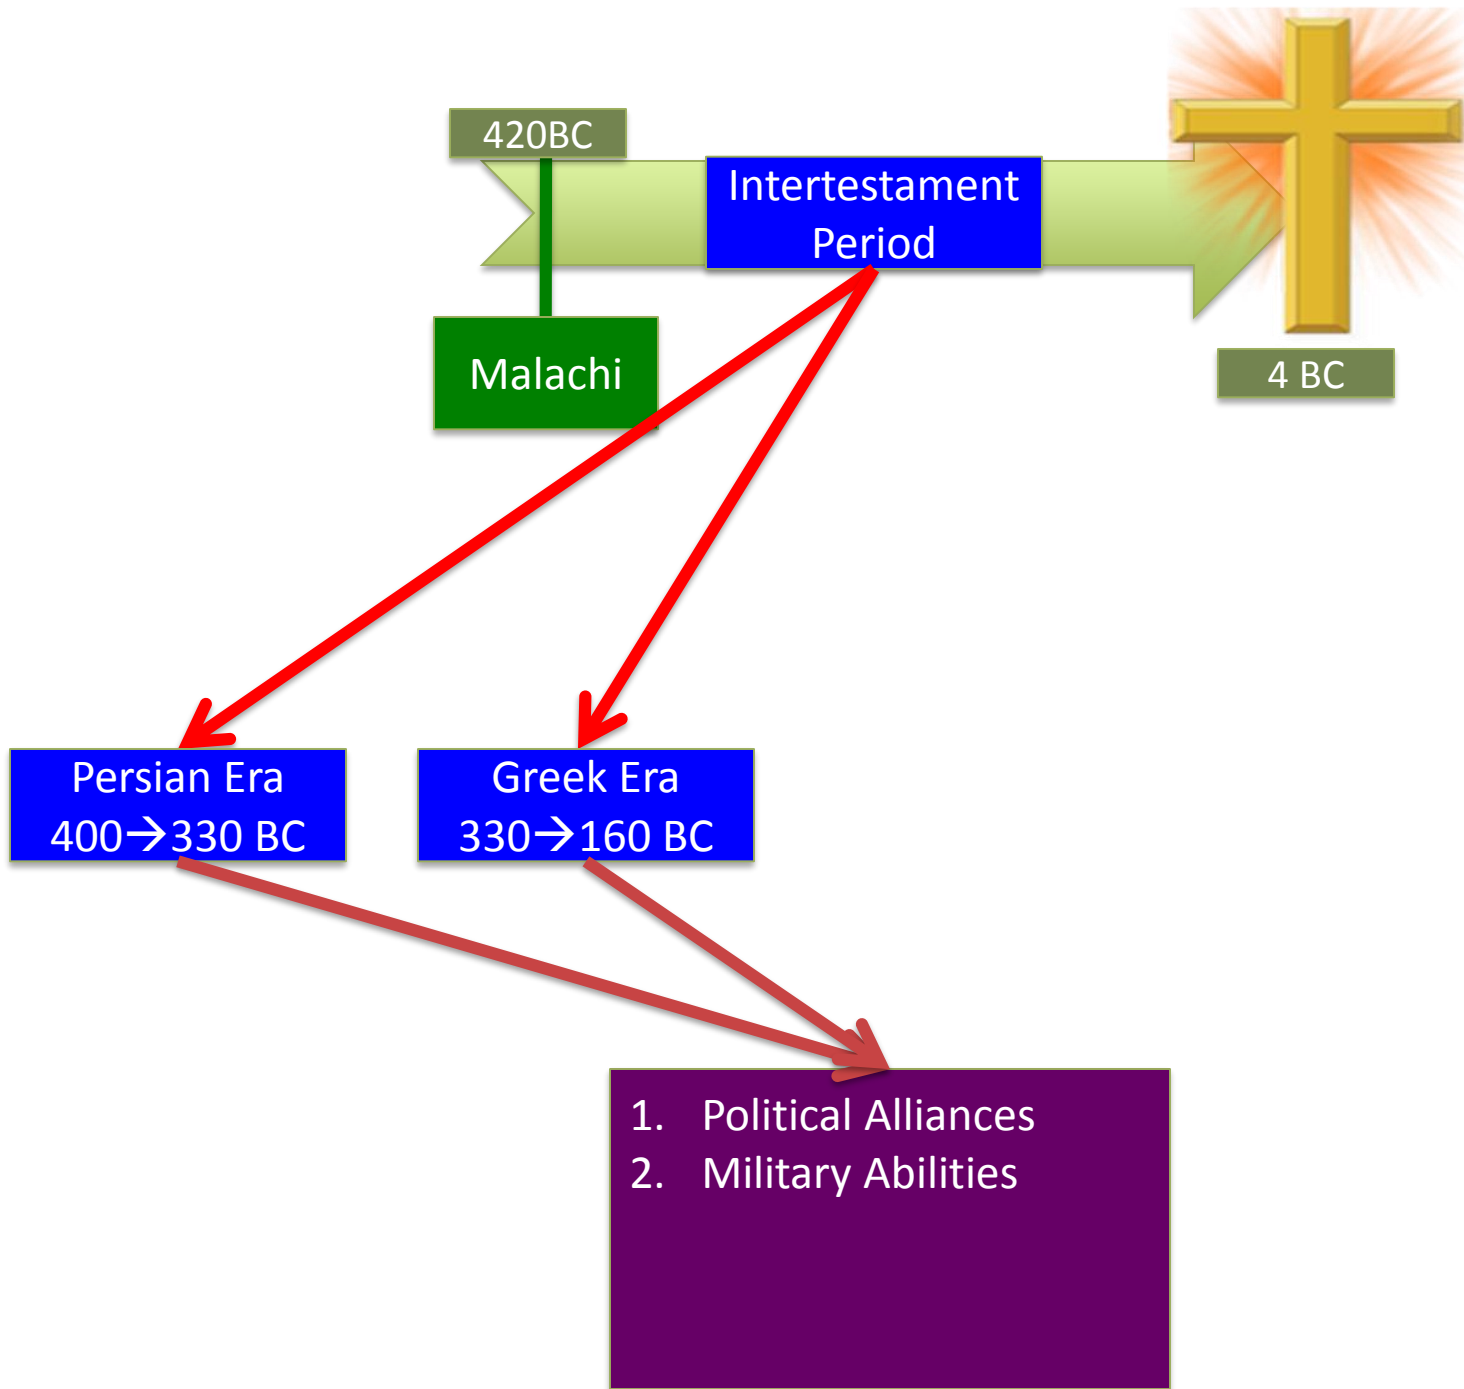 420BC
Intertestament
Period
Malachi
4 BC
Persian Era
400→330 BC
Greek Era
330→160 BC
1. Political Alliances
2. Military Abilities